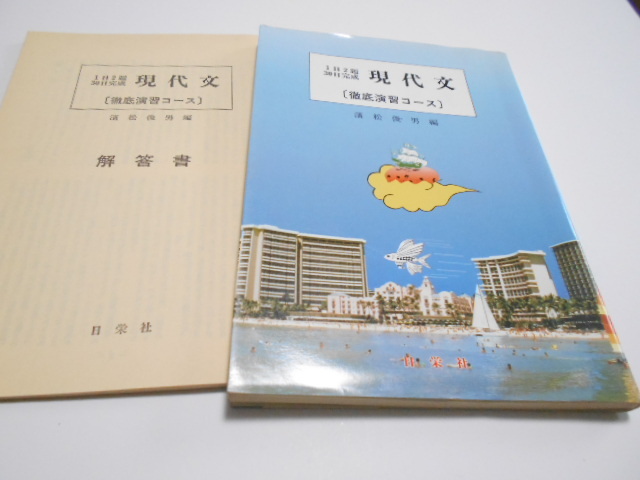 1日2題
30日完成
現代文
〔徹底演習コース〕
浜松俊男編
解答書
日栄社
1日2題
30日完成
現代文
〔徹底演習コース〕
浜松俊男編
日栄社